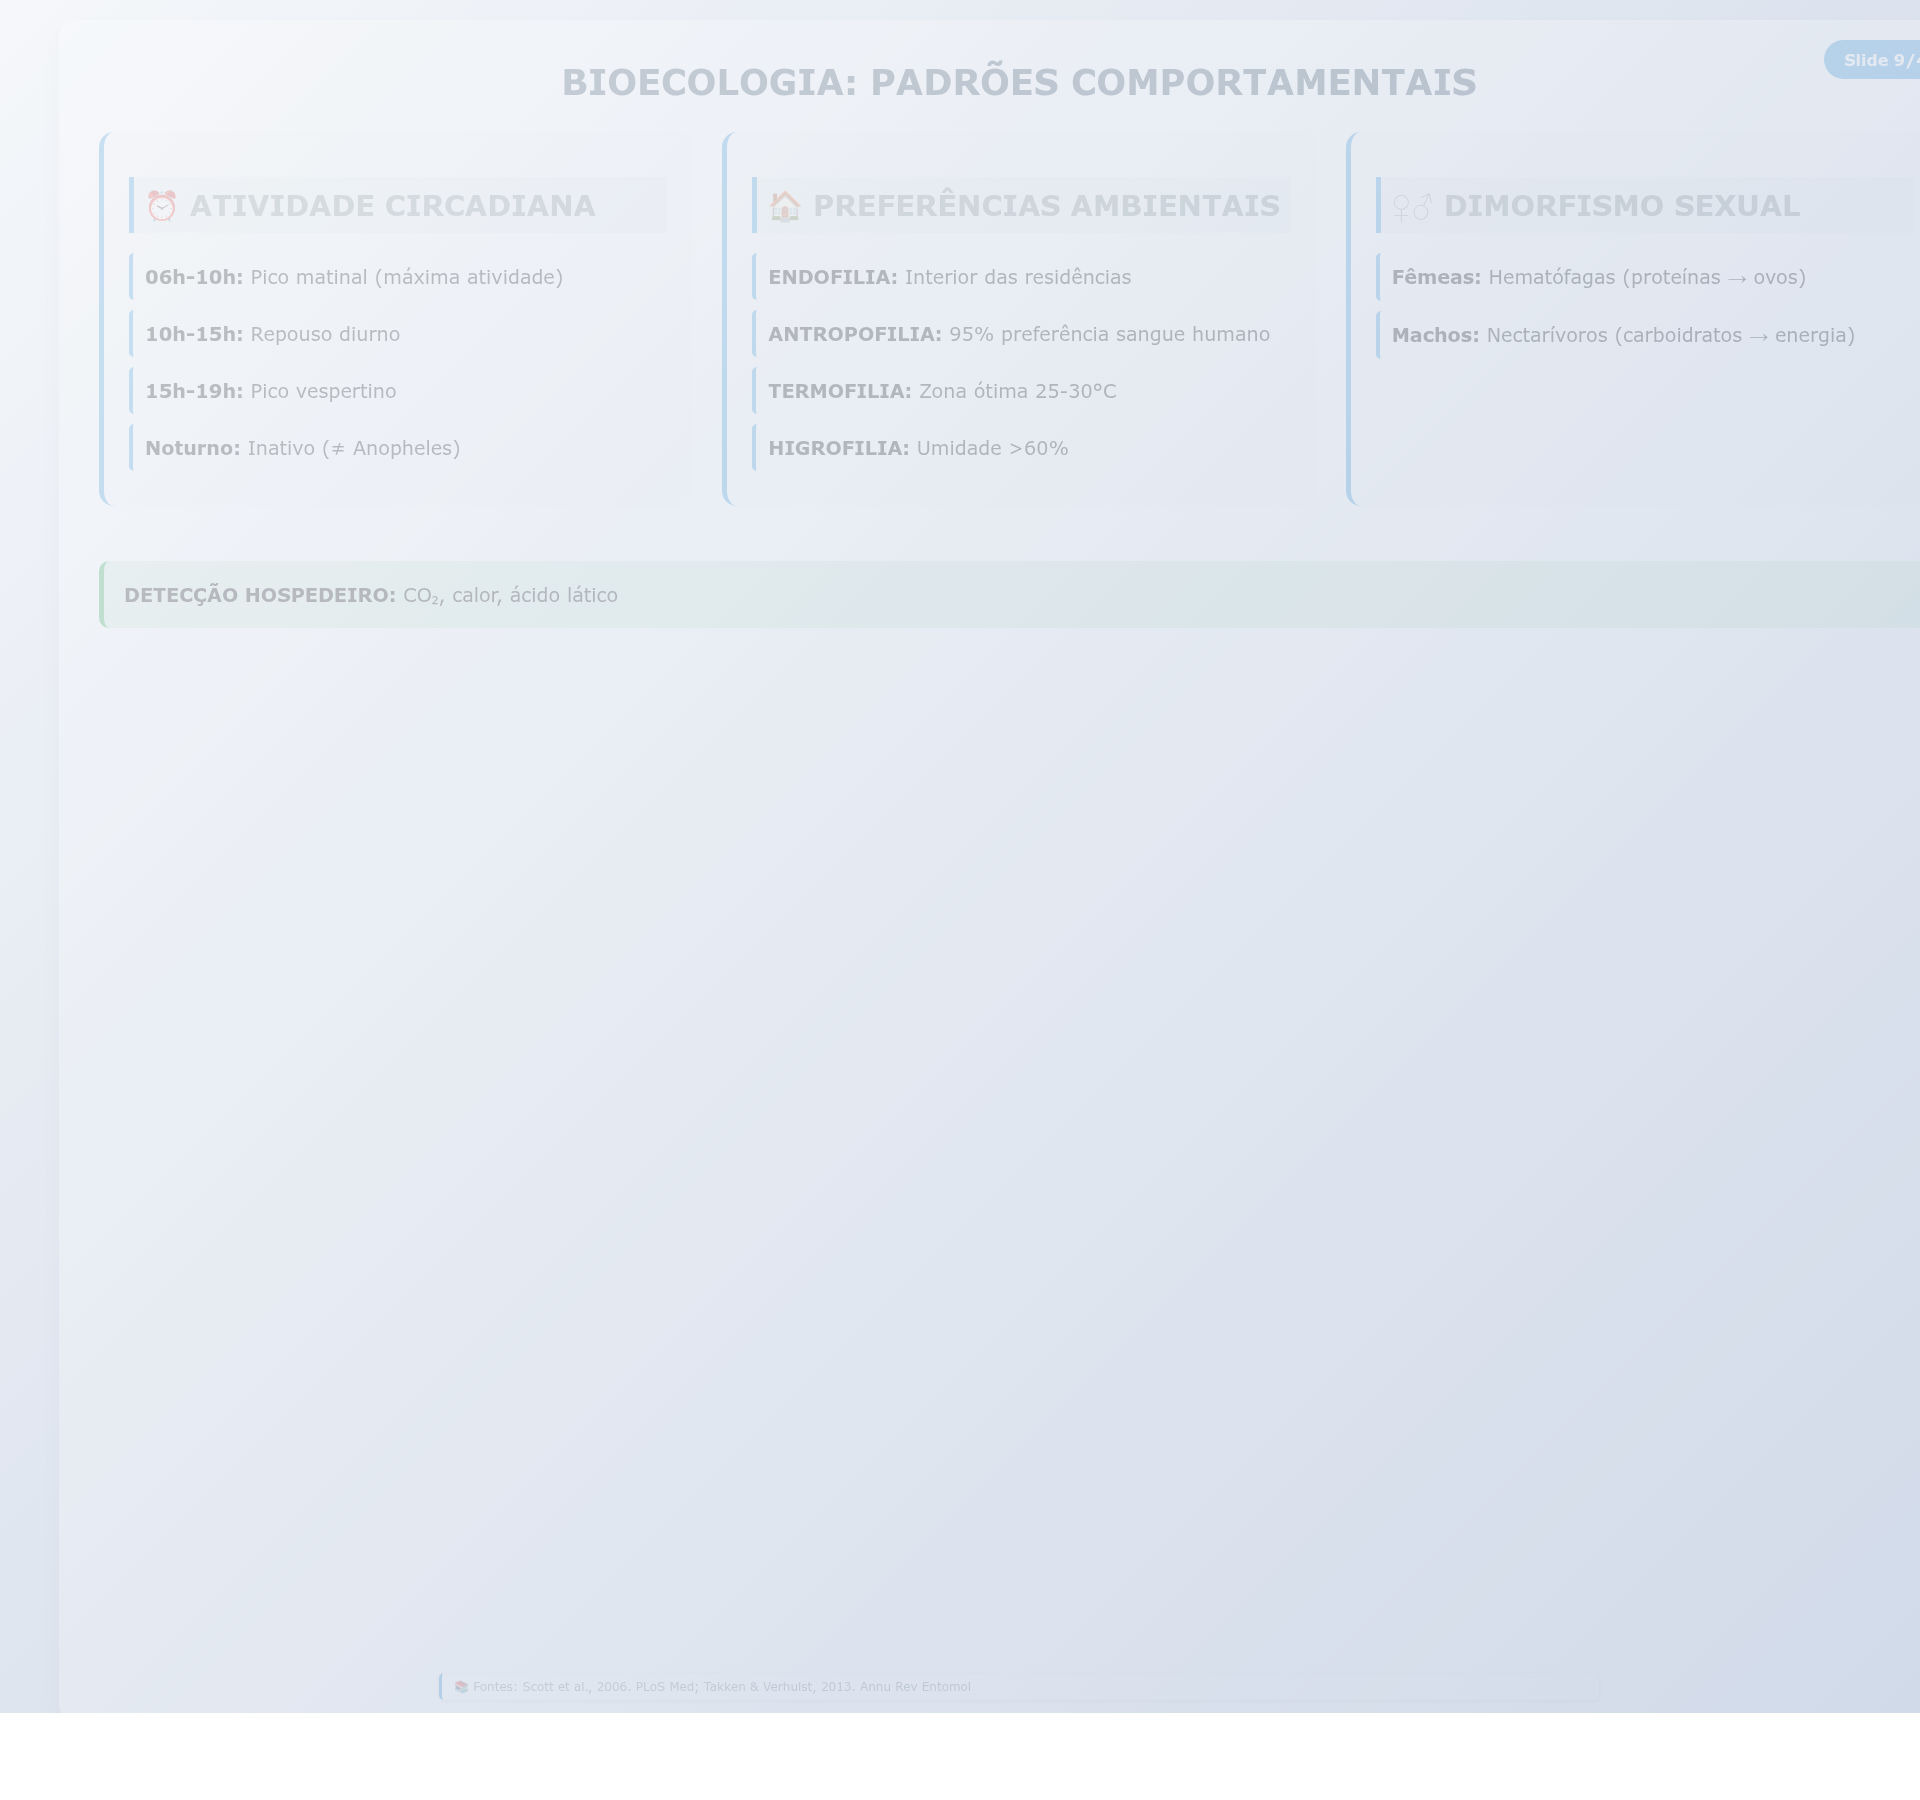 Slide 9/4
BIOECOLOGIA: PADRÕES COMPORTAMENTAIS
⏰ ATIVIDADE CIRCADIANA
06h-10h: Pico matinal (máxima atividade)
10h-15h: Repouso diurno
15h-19h: Pico vespertino
Noturno: Inativo (≠ Anopheles)
🏠 PREFERÊNCIAS AMBIENTAIS
ENDOFILIA: Interior das residências
ANTROPOFILIA: 95% preferência sangue humano
TERMOFILIA: Zona ótima 25-30°C
HIGROFILIA: Umidade >60%
♀♂ DIMORFISMO SEXUAL
Fêmeas: Hematófagas (proteínas → ovos)
Machos: Nectarívoros (carboidratos → energia)
DETECÇÃO HOSPEDEIRO: CO₂, calor, ácido lático
📚 Fontes: Scott et al., 2006. PLoS Med; Takken & Verhulst, 2013. Annu Rev Entomol